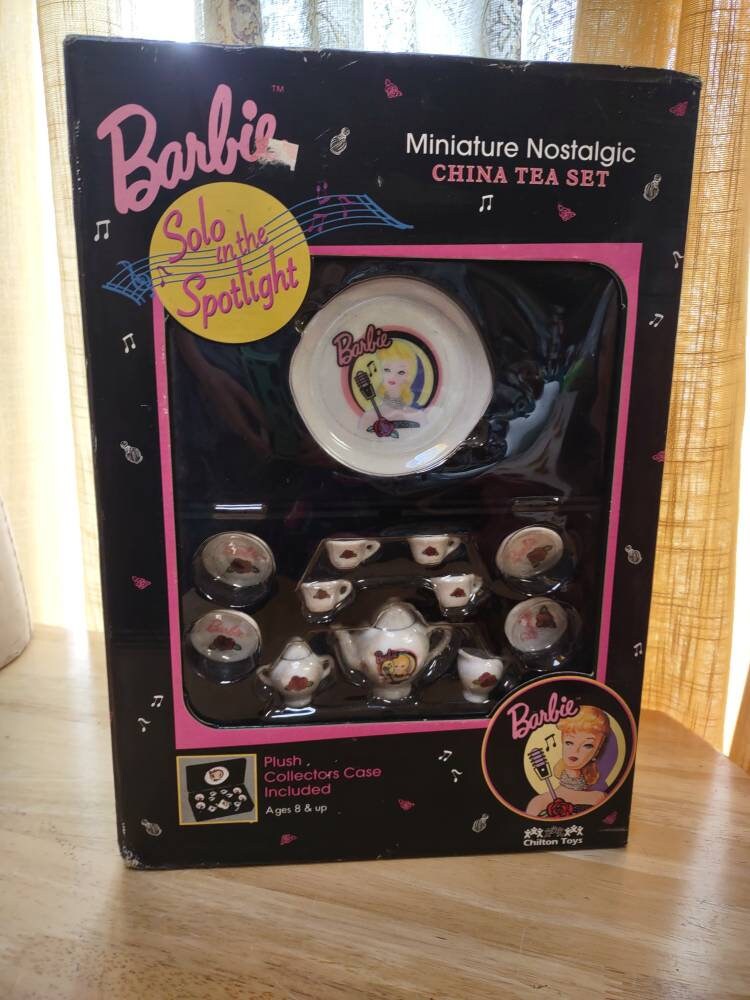 Barbie™
Miniature Nostalgic
CHINA TEA SET
Solo
in the
Spotlight
Barbie
Barbie
Barbie™
Plush
Collectors Case
Included
Ages 8 & up
Chilton Toys